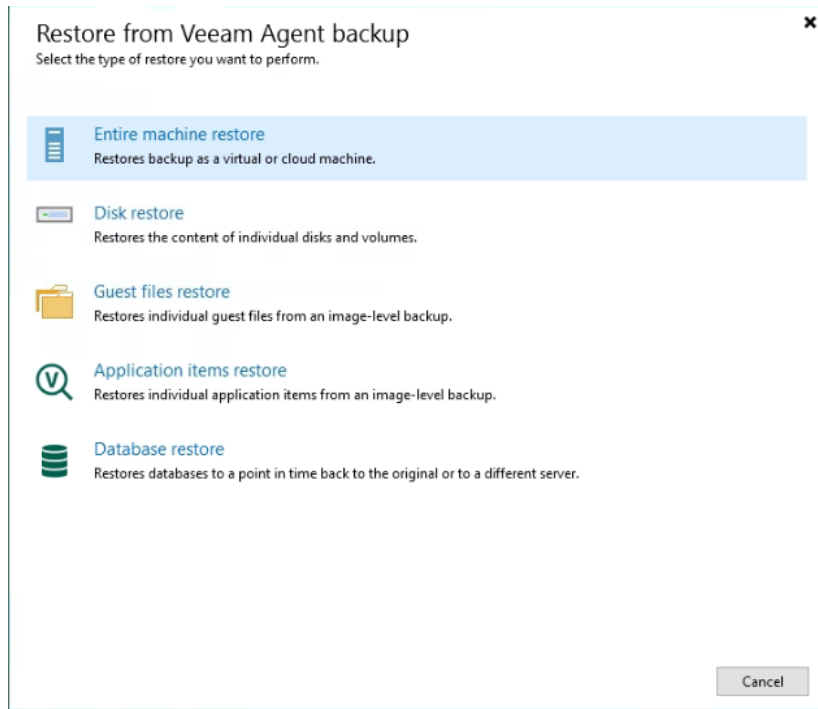 Restore from Veeam Agent backup
Select the type of restore you want to perform.
Entire machine restore
Restores backup as a virtual or cloud machine.
Disk restore
Restores the content of individual disks and volumes.
Guest files restore
Restores individual guest files from an image-level backup.
Application items restore
Restores individual application items from an image-level backup.
Database restore
Restores databases to a point in time back to the original or to a different server.
Cancel